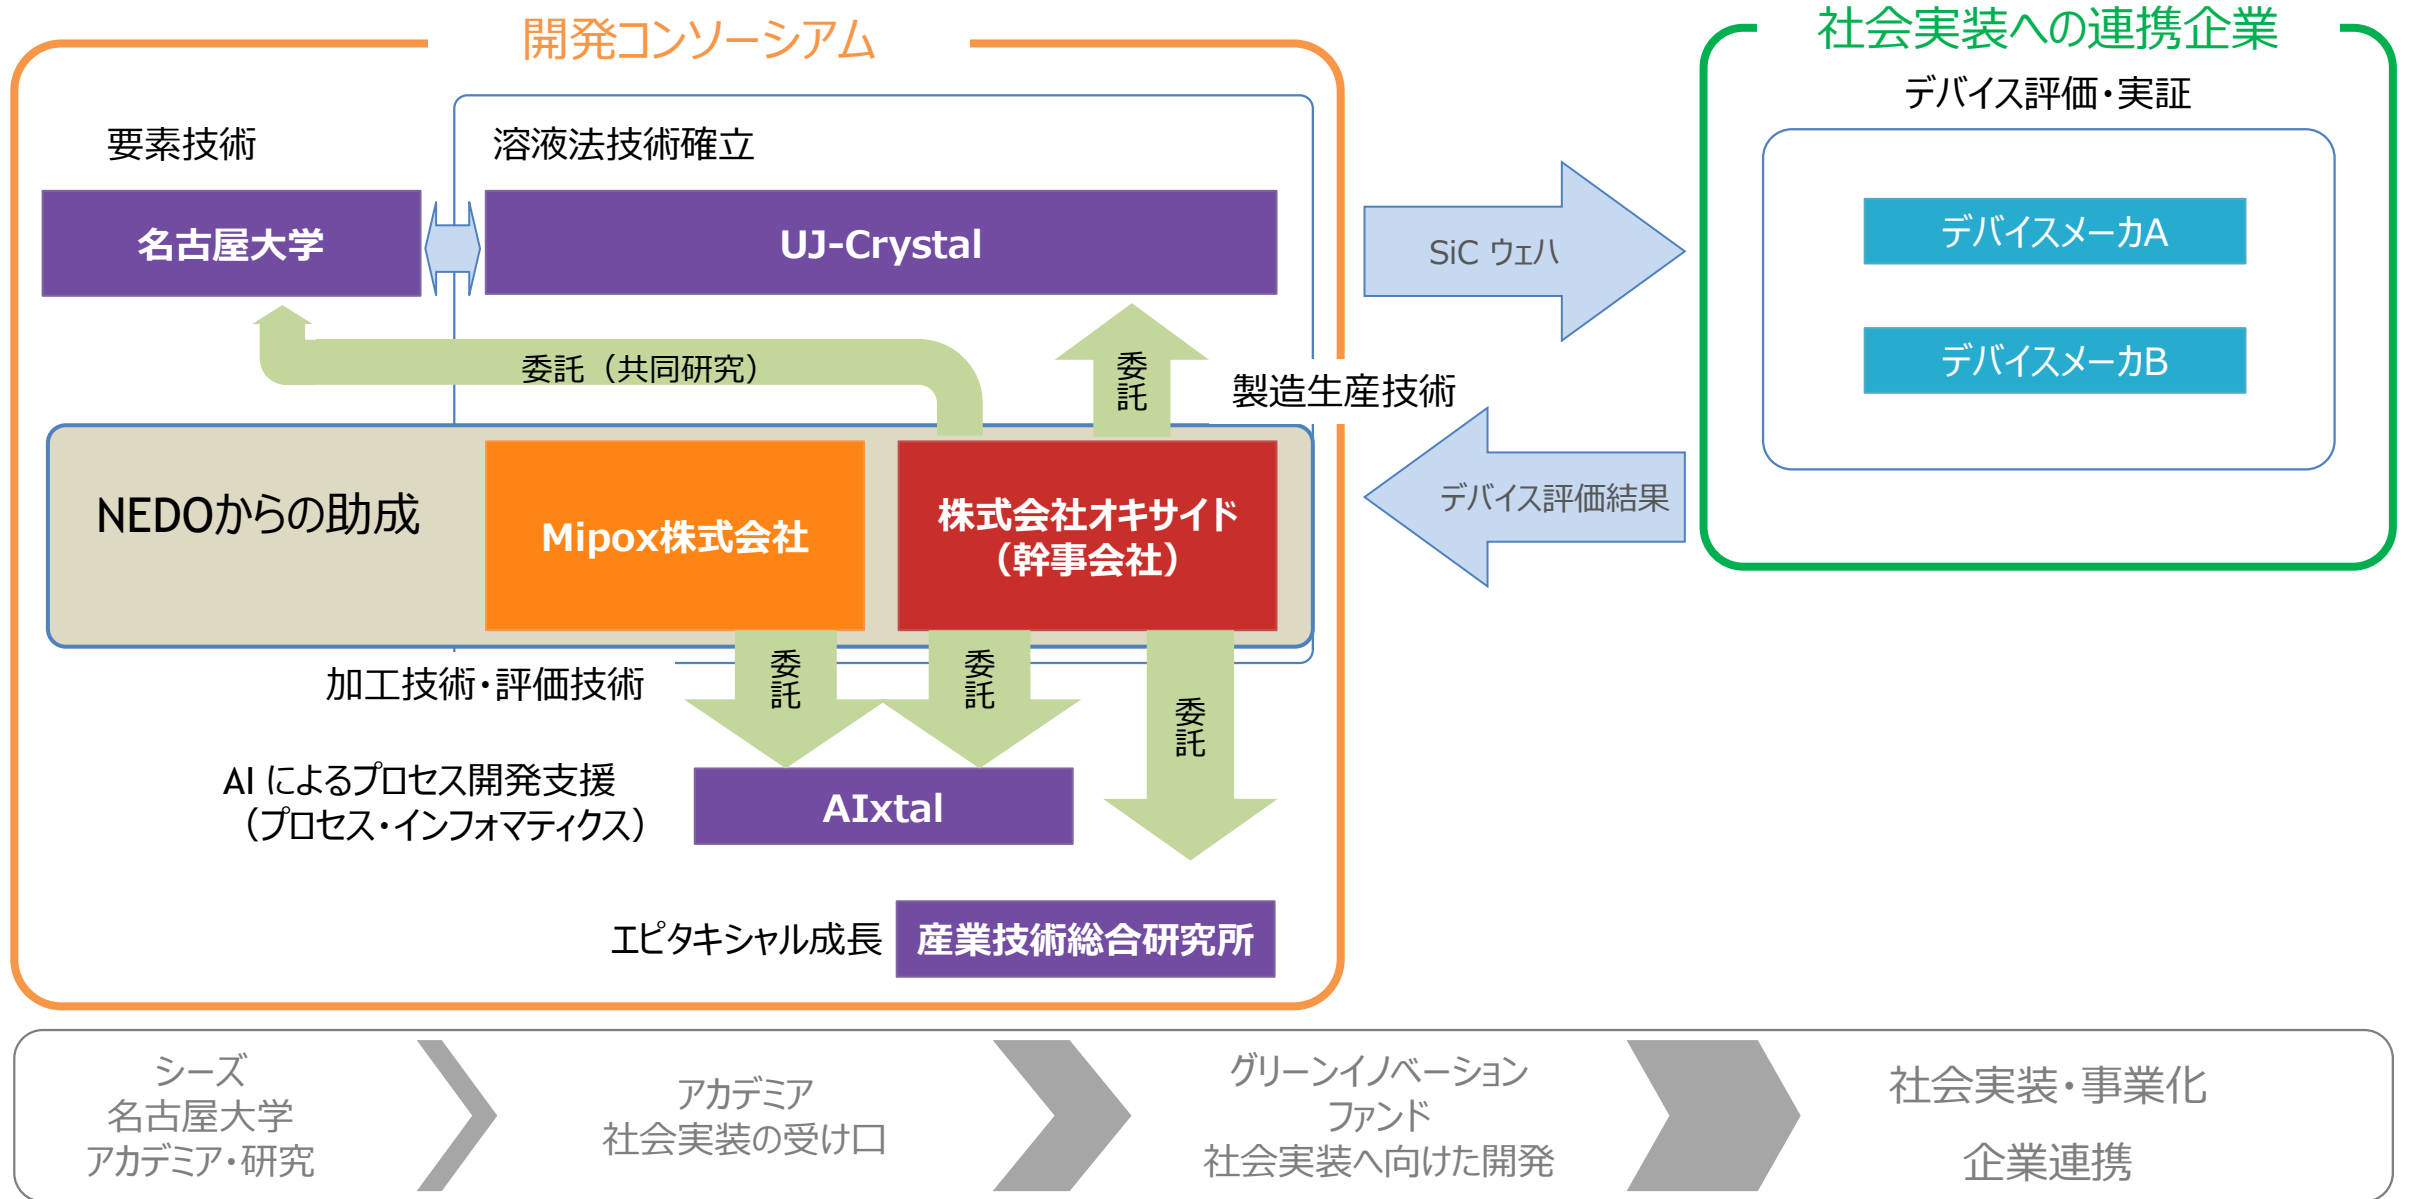 開発コンソーシアム
社会実装への連携企業
デバイス評価・実証
要素技術
溶液法技術確立
名古屋大学
UJ-Crystal
SiC ウェハ
デバイスメーカA
デバイスメーカB
委託（共同研究）
委託
製造生産技術
NEDOからの助成
Mipox株式会社
株式会社オキサイド
（幹事会社）
デバイス評価結果
加工技術・評価技術
委託
委託
委託
AI によるプロセス開発支援
（プロセス・インフォマティクス）
AIxtal
エピタキシャル成長
産業技術総合研究所
シーズ
名古屋大学
アカデミア・研究
アカデミア
社会実装の受け口
グリーンイノベーション
ファンド
社会実装へ向けた開発
社会実装・事業化
企業連携